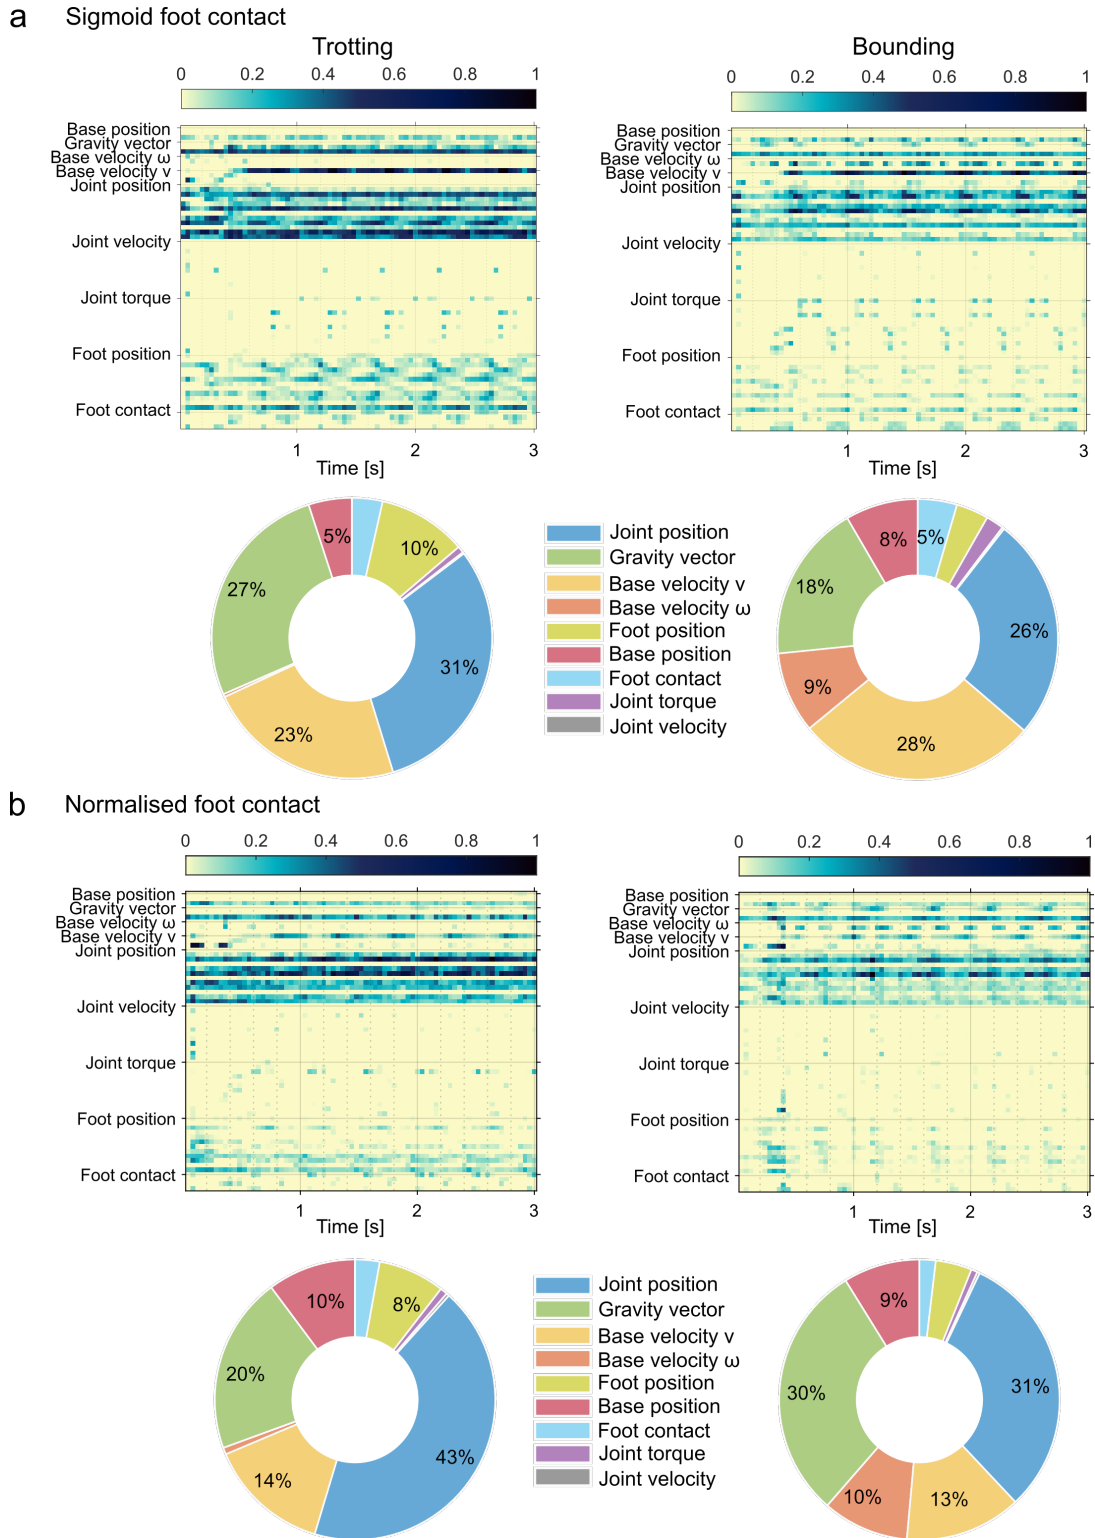 a Sigmoid foot contact
Trotting
0 0.2 0.4 0.6 0.8 1
Base position
Gravity vector
Base velocity ω
Base velocity v
Joint position
Joint velocity
Joint torque
Foot position
Foot contact
1 2 3
Time [s]
Bounding
0 0.2 0.4 0.6 0.8 1
Base position
Gravity vector
Base velocity ω
Base velocity v
Joint position
Joint velocity
Joint torque
Foot position
Foot contact
1 2 3
Time [s]
5%
10%
27%
31%
23%
Joint position
Gravity vector
Base velocity v
Base velocity ω
Foot position
Base position
Foot contact
Joint torque
Joint velocity
8%
5%
18%
26%
9%
28%
b Normalised foot contact
0 0.2 0.4 0.6 0.8 1
Base position
Gravity vector
Base velocity ω
Base velocity v
Joint position
Joint velocity
Joint torque
Foot position
Foot contact
1 2 3
Time [s]
0 0.2 0.4 0.6 0.8 1
Base position
Gravity vector
Base velocity ω
Base velocity v
Joint position
Joint velocity
Joint torque
Foot position
Foot contact
1 2 3
Time [s]
10%
8%
20%
43%
14%
Joint position
Gravity vector
Base velocity v
Base velocity ω
Foot position
Base position
Foot contact
Joint torque
Joint velocity
9%
30%
31%
10%
13%